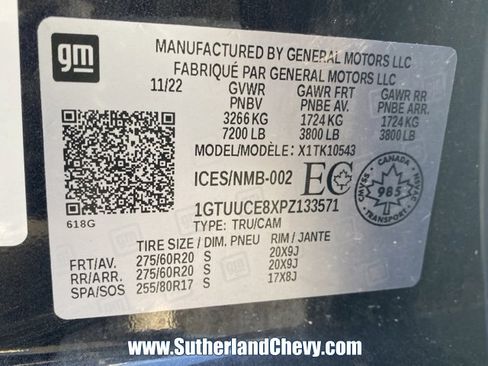 gm
MANUFACTURED BY GENERAL MOTORS LLC
FABRIQUÉ PAR GENERAL MOTORS LLC
11/22 GVWR GAWR FRT GAWR RR
PNBV PNBE AV. PNBE ARR.
3266 KG 1724 KG 1724 KG
7200 LB 3800 LB 3800 LB
MODEL/MODÈLE: X1TK10543
ICES/NMB-002 EC
CANADA
CMVSS 985 NSVAC
1GTUUCE8XPZ133571
618G
TYPE: TRU/CAM
TIRE SIZE / DIM. PNEU RIM / JANTE
FRT/AV. 275/60R20 S 20X9J
RR/ARR. 275/60R20 S 20X9J
SPA/SOS 255/80R17 S 17X8J
www.SutherlandChevy.com